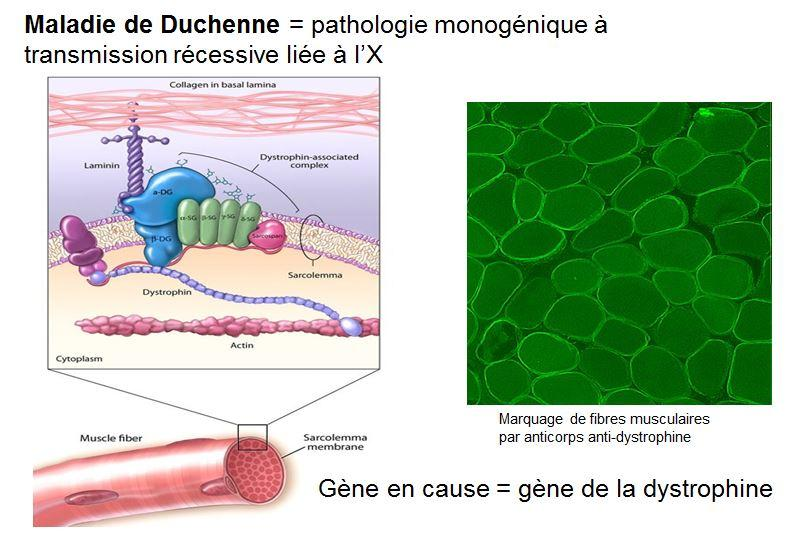 Maladie de Duchenne = pathologie monogénique à
transmission récessive liée à l'X
Collagen in basal lamina
Laminin
Dystrophin-associated
complex
α-DG
α-SG
β-SG
γ-SG
δ-SG
Sarcospan
β-DG
Sarcolemma
Dystrophin
Actin
Cytoplasm
Marquage de fibres musculaires
par anticorps anti-dystrophine
Muscle fiber
Sarcolemma
membrane
Gène en cause = gène de la dystrophine